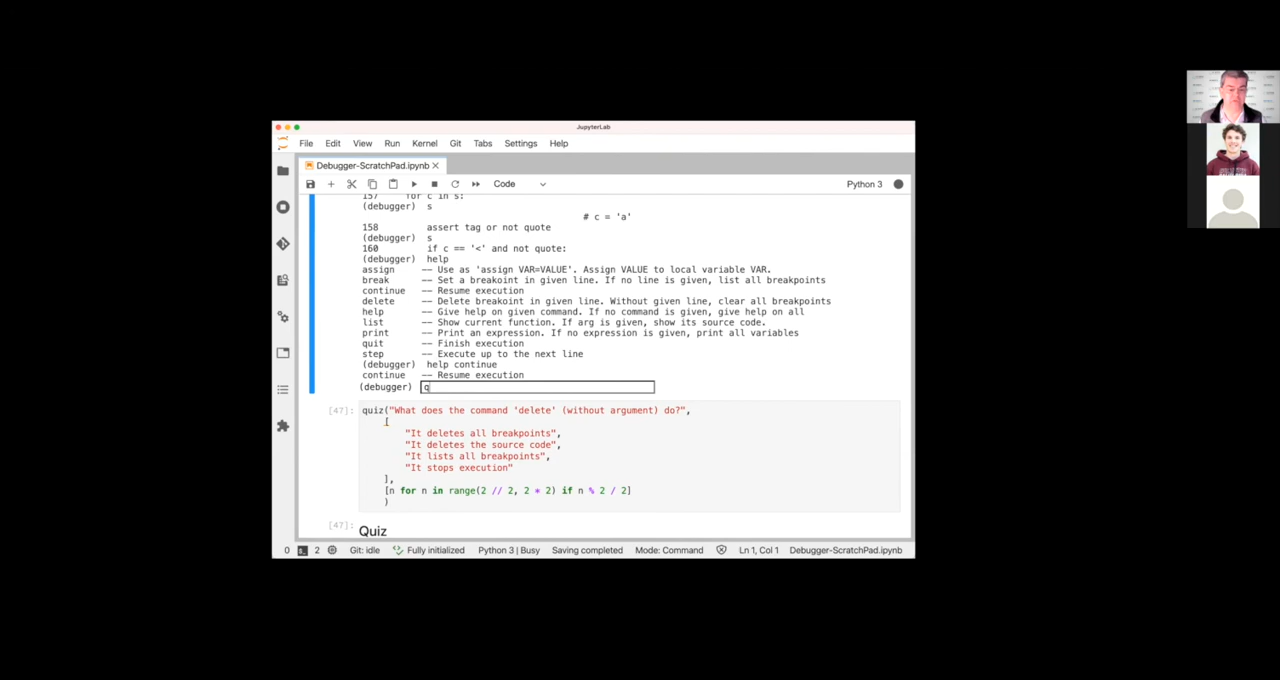 JupyterLab
File Edit View Run Kernel Git Tabs Settings Help
Debugger-ScratchPad.ipynb
Code Python 3
157 for c in s:
(debugger) s
# c = 'a'
158 assert tag or not quote
(debugger) s
160 if c == '<' and not quote:
(debugger) help
assign -- Use as 'assign VAR=VALUE'. Assign VALUE to local variable VAR.
break -- Set a breakoint in given line. If no line is given, list all breakpoints
continue -- Resume execution
delete -- Delete breakoint in given line. Without given line, clear all breakpoints
help -- Give help on given command. If no command is given, give help on all
list -- Show current function. If arg is given, show its source code.
print -- Print an expression. If no expression is given, print all variables
quit -- Finish execution
step -- Execute up to the next line
(debugger) help continue
continue -- Resume execution
(debugger) q
[47]: quiz("What does the command 'delete' (without argument) do?",
[
"It deletes all breakpoints",
"It deletes the source code",
"It lists all breakpoints",
"It stops execution"
],
[n for n in range(2 // 2, 2 * 2) if n % 2 / 2]
)
[47]: Quiz
0 2 Git: idle Fully initialized Python 3 | Busy Saving completed Mode: Command Ln 1, Col 1 Debugger-ScratchPad.ipynb